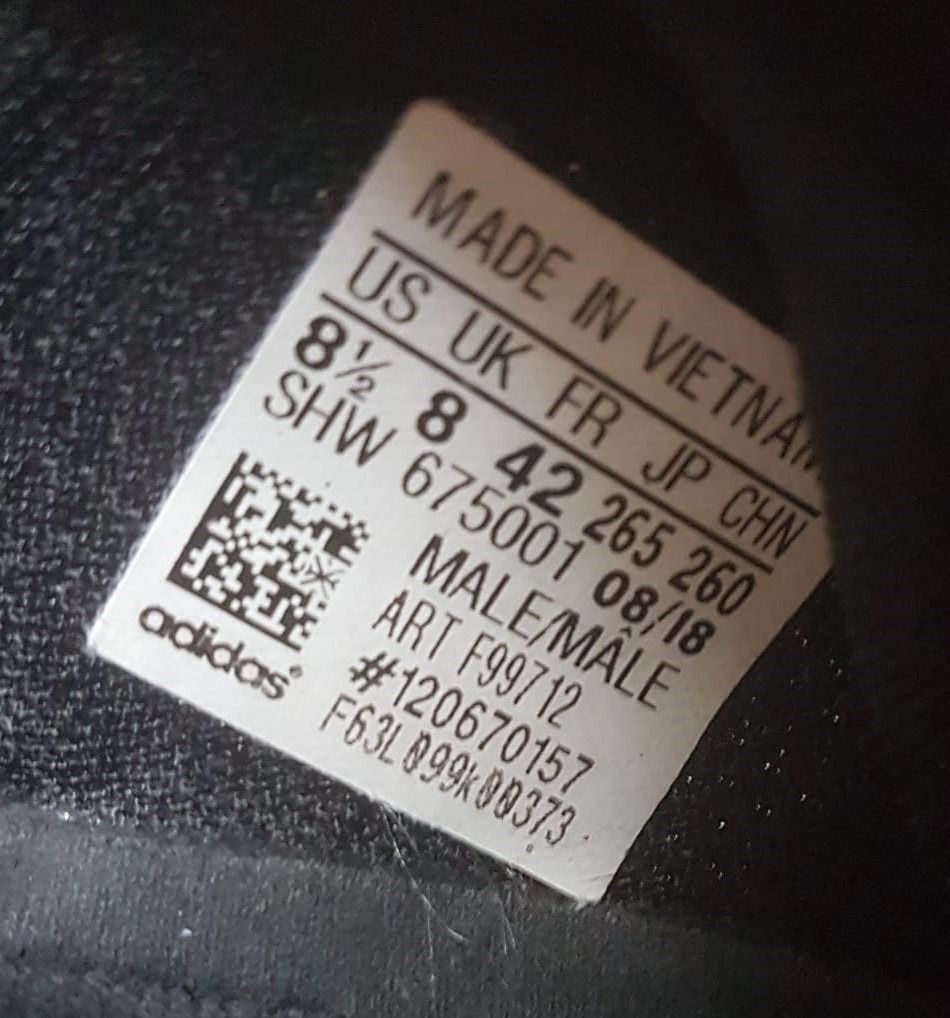 MADE IN VIETNAM
US UK FR JP CHN
8½ 8 42 265 260
SHW 675001 08/18
MALE/MÂLE
ART F99712
#120670157
F63L099k00373
adidas®